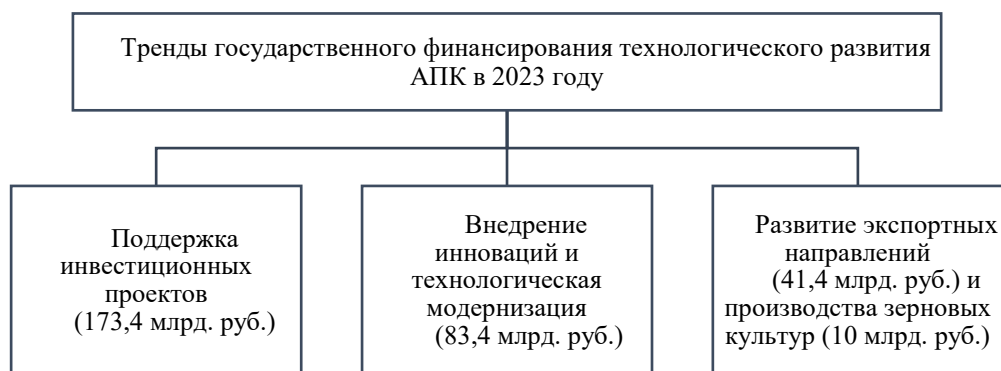 Тренды государственного финансирования технологического развития
АПК в 2023 году
Поддержка
инвестиционных
проектов
(173,4 млрд. руб.)
Внедрение
инноваций и
технологическая
модернизация
(83,4 млрд. руб.)
Развитие экспортных
направлений
(41,4 млрд. руб.) и
производства зерновых
культур (10 млрд. руб.)